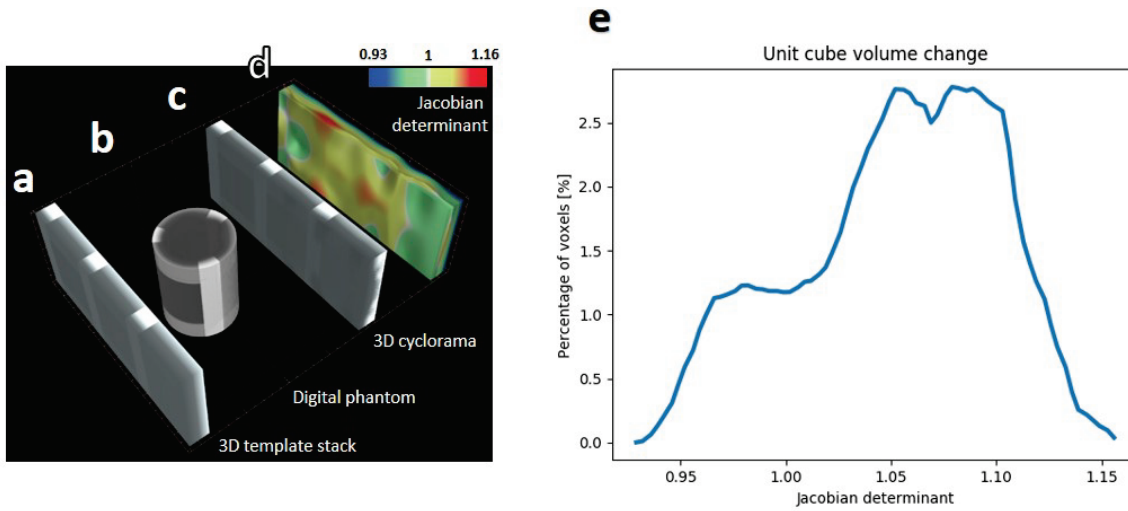 e
0.93 1 1.16
d
Jacobian
determinant
c
b
a
3D cyclorama
Digital phantom
3D template stack
Unit cube volume change
Percentage of voxels [%]
2.5
2.0
1.5
1.0
0.5
0.0
0.95 1.00 1.05 1.10 1.15
Jacobian determinant